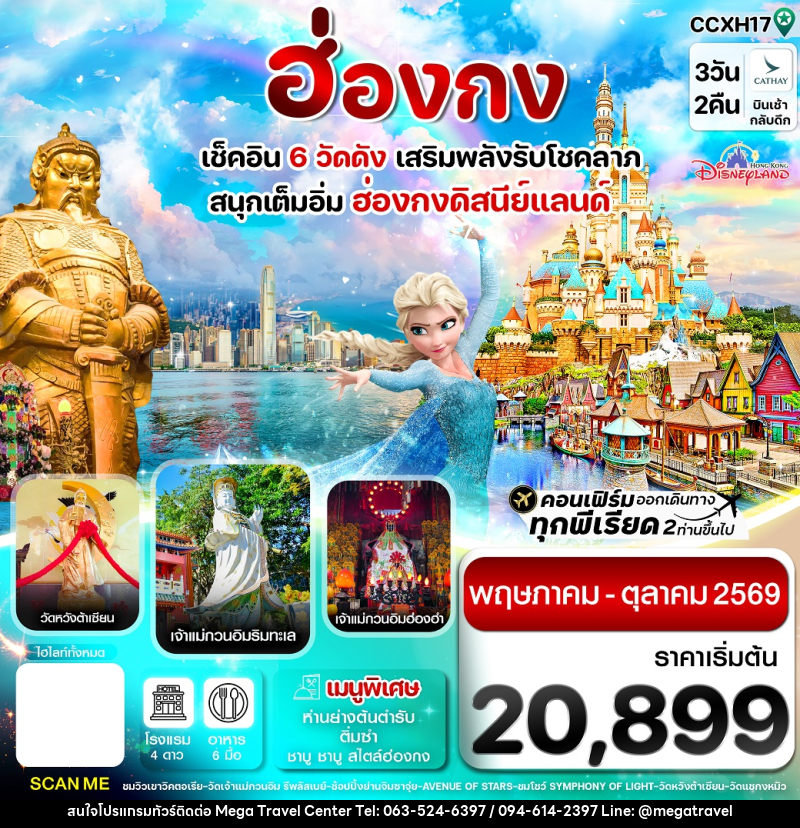 CCXH17
ฮ่องกง
3วัน
2คืน
CATHAY
บินเช้า
กลับดึก
เช็คอิน 6 วัดดัง เสริมพลังรับโชคลาภ
HONG KONG
DISNEYLAND
สนุกเต็มอิ่ม ฮ่องกงดิสนีย์แลนด์
คอนเฟิร์ม ออกเดินทาง
ทุกพีเรียด 2 ท่านขึ้นไป
วัดหวังต้าเซียน
เจ้าแม่กวนอิมริมทะเล
เจ้าแม่กวนอิมฮ่องฮำ
พฤษภาคม - ตุลาคม 2569
ราคาเริ่มต้น
20,899
ไฮไลท์ทั้งหมด
HOTEL
โรงแรม
4 ดาว
อาหาร
6 มื้อ
เมนูพิเศษ
ห่านย่างต้นตำรับ
ติ่มซำ
ชาบู ชาบู สไตล์ฮ่องกง
SCAN ME
ชมวิวเขาวิคตอเรีย-วัดเจ้าแม่กวนอิม รีพัลสเบย์-ช้อปปิ้งย่านจิมซาจุ่ย-AVENUE OF STARS-ชมโชว์ SYMPHONY OF LIGHT-วัดหวังต้าเซียน-วัดแชกงหมิว
สนใจโปรแกรมทัวร์ติดต่อ Mega Travel Center Tel: 063-524-6397 / 094-614-2397 Line: @megatravel